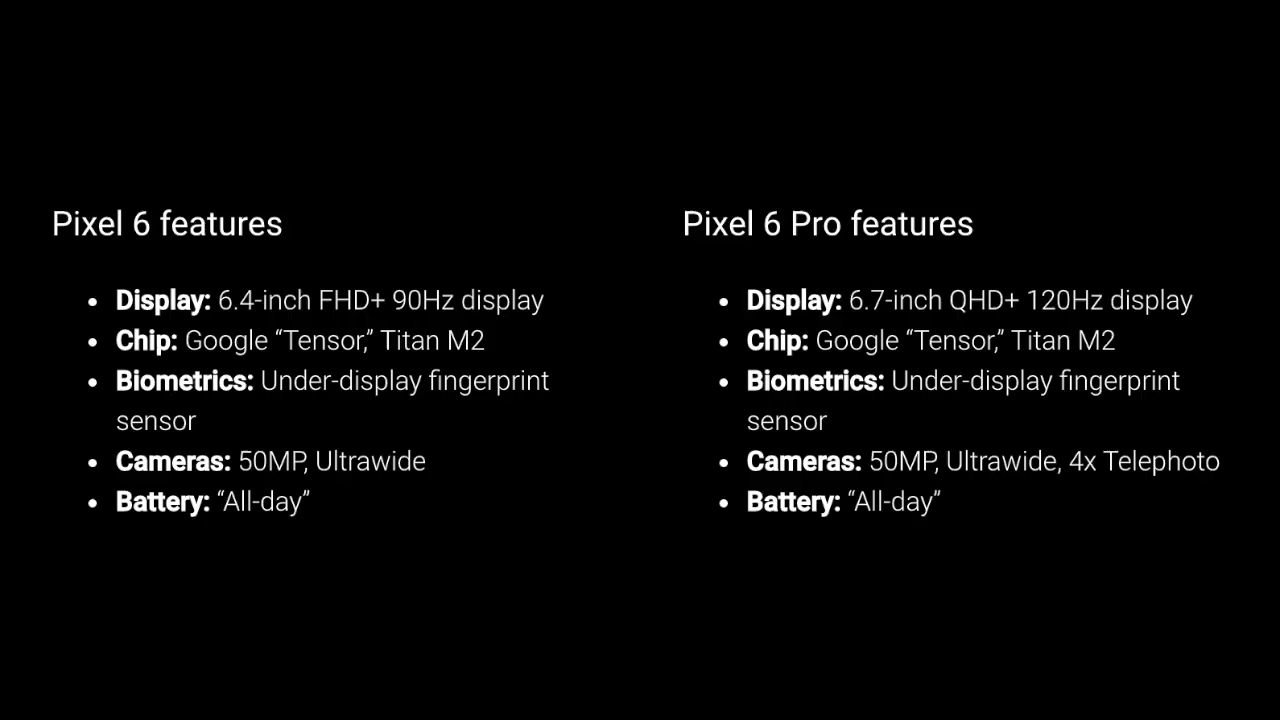 Pixel 6 features
• Display: 6.4-inch FHD+ 90Hz display
• Chip: Google “Tensor,” Titan M2
• Biometrics: Under-display fingerprint
sensor
• Cameras: 50MP, Ultrawide
• Battery: “All-day”
Pixel 6 Pro features
• Display: 6.7-inch QHD+ 120Hz display
• Chip: Google “Tensor,” Titan M2
• Biometrics: Under-display fingerprint
sensor
• Cameras: 50MP, Ultrawide, 4x Telephoto
• Battery: “All-day”